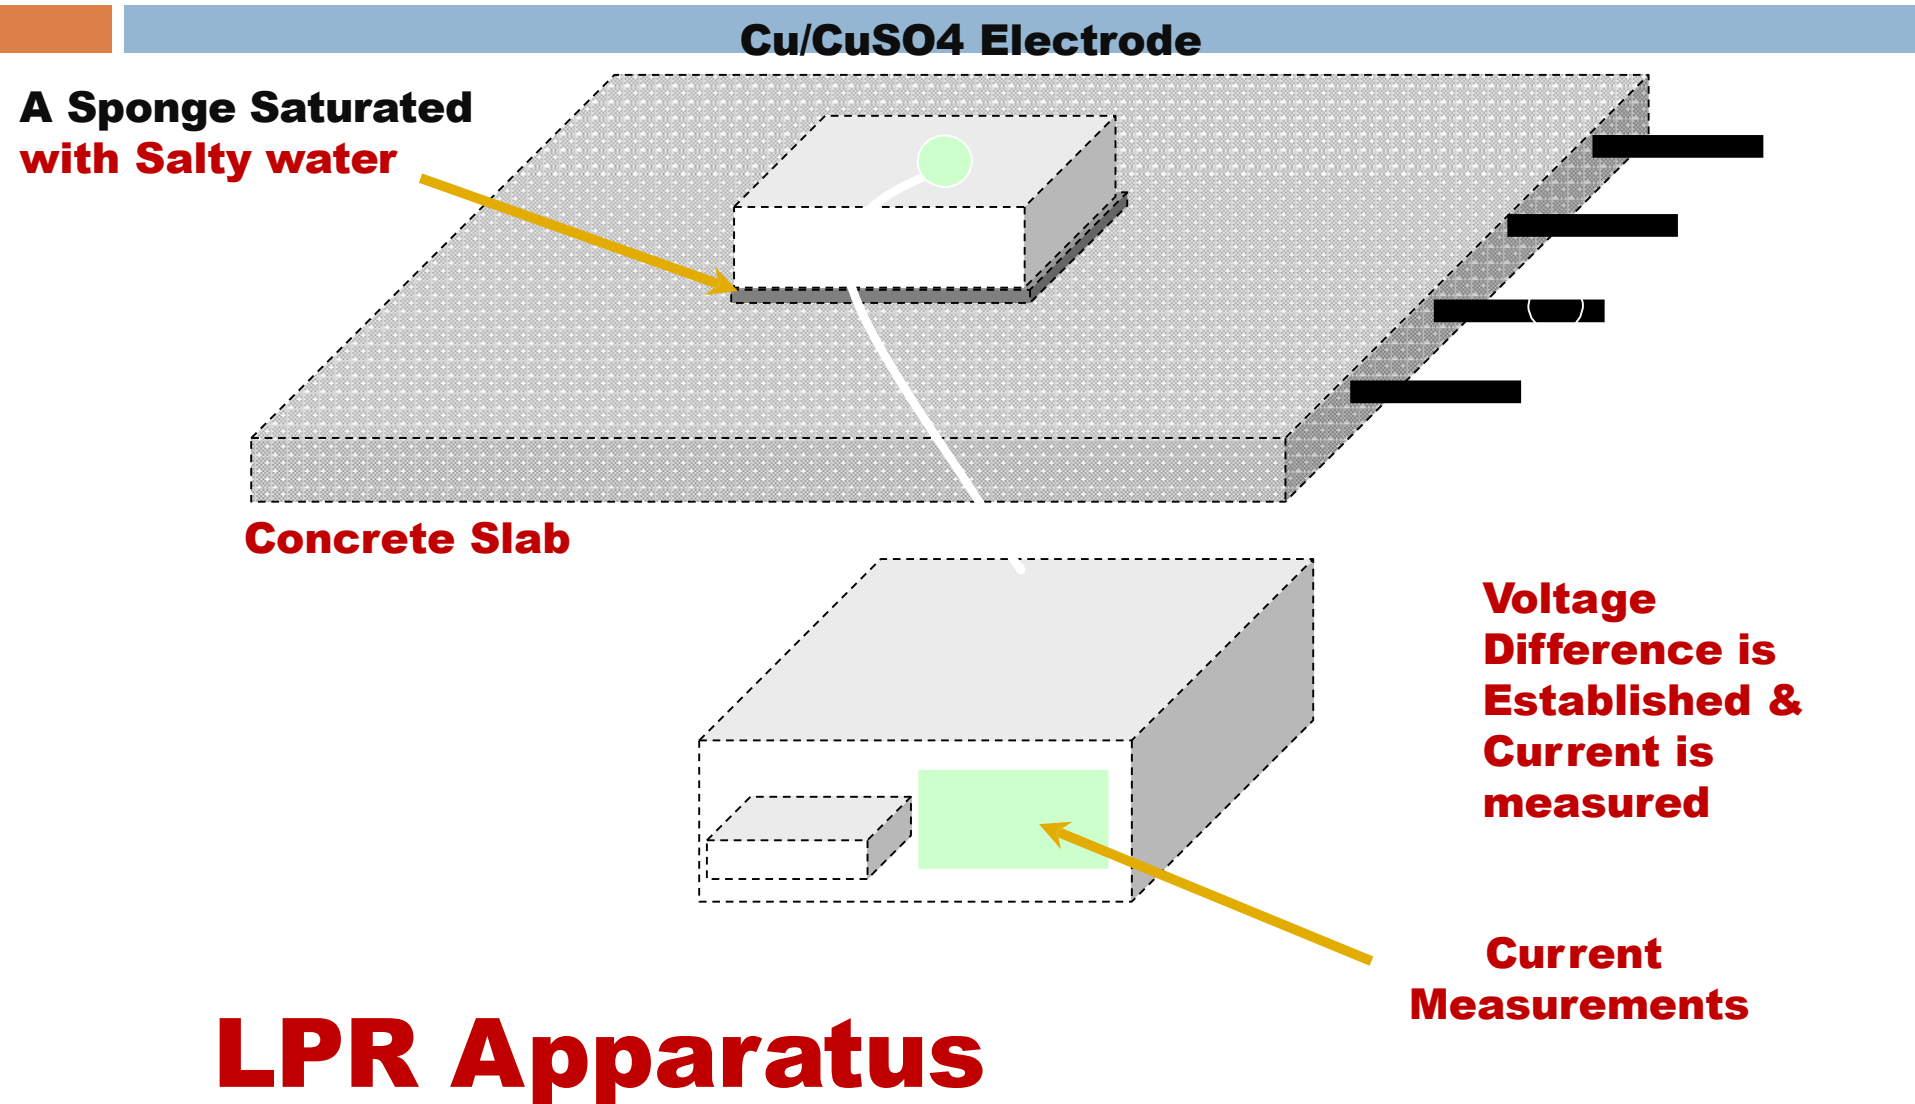 Cu/CuSO4 Electrode
A Sponge Saturated
with Salty water
Concrete Slab
Voltage
Difference is
Established &
Current is
measured
Current
Measurements
LPR Apparatus